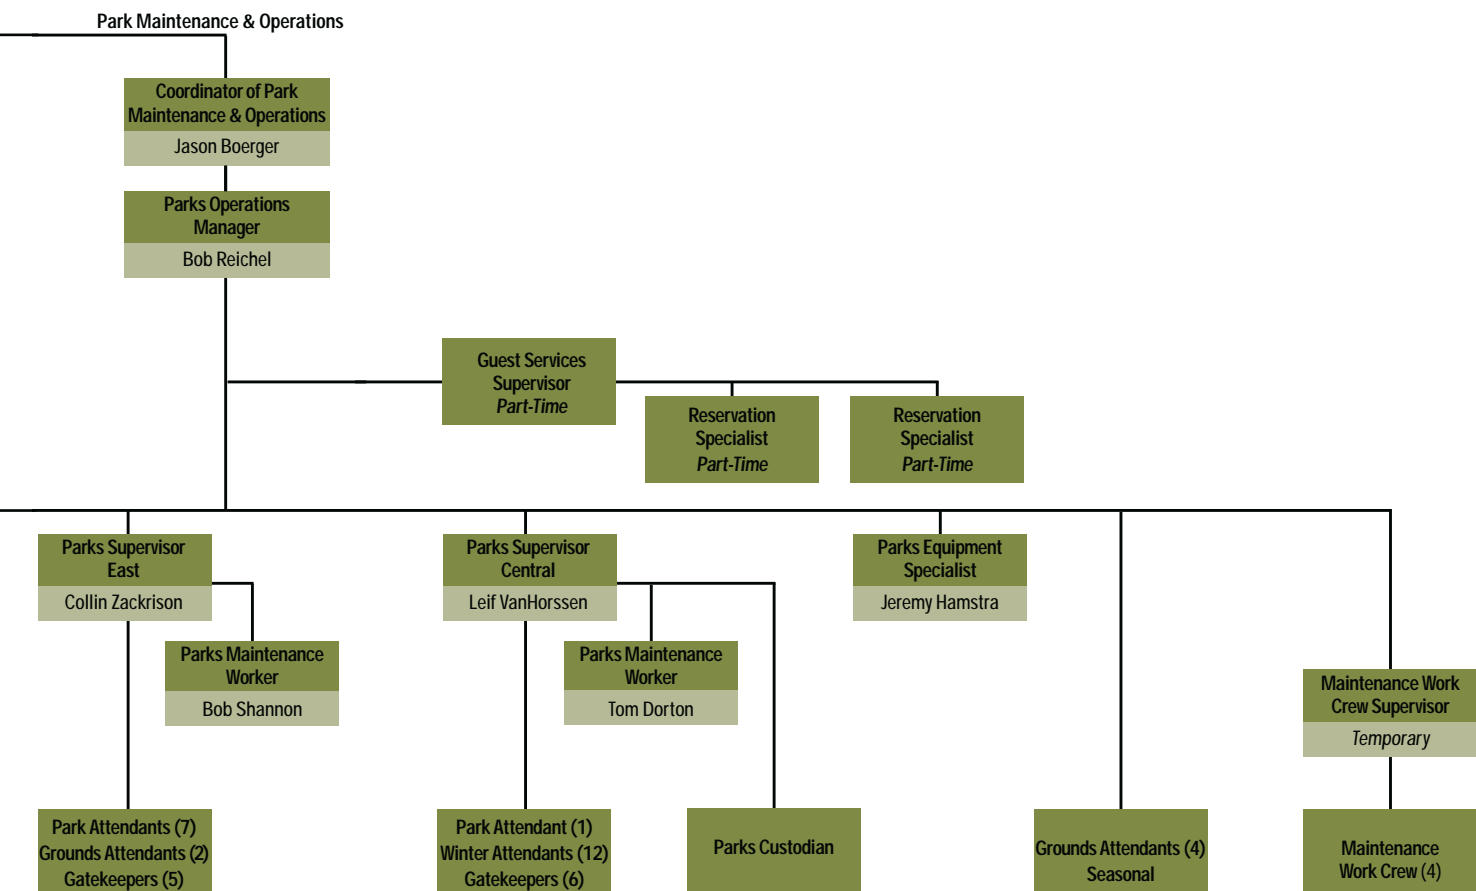 Park Maintenance & Operations
Coordinator of Park
Maintenance & Operations
Jason Boerger
Parks Operations
Manager
Bob Reichel
Guest Services
Supervisor
Part-Time
Reservation
Specialist
Part-Time
Reservation
Specialist
Part-Time
Parks Supervisor
East
Collin Zackrison
Parks Maintenance
Worker
Bob Shannon
Park Attendants (7)
Grounds Attendants (2)
Gatekeepers (5)
Parks Supervisor
Central
Leif VanHorssen
Parks Maintenance
Worker
Tom Dorton
Park Attendant (1)
Winter Attendants (12)
Gatekeepers (6)
Parks Custodian
Parks Equipment
Specialist
Jeremy Hamstra
Grounds Attendants (4)
Seasonal
Maintenance Work
Crew Supervisor
Temporary
Maintenance
Work Crew (4)